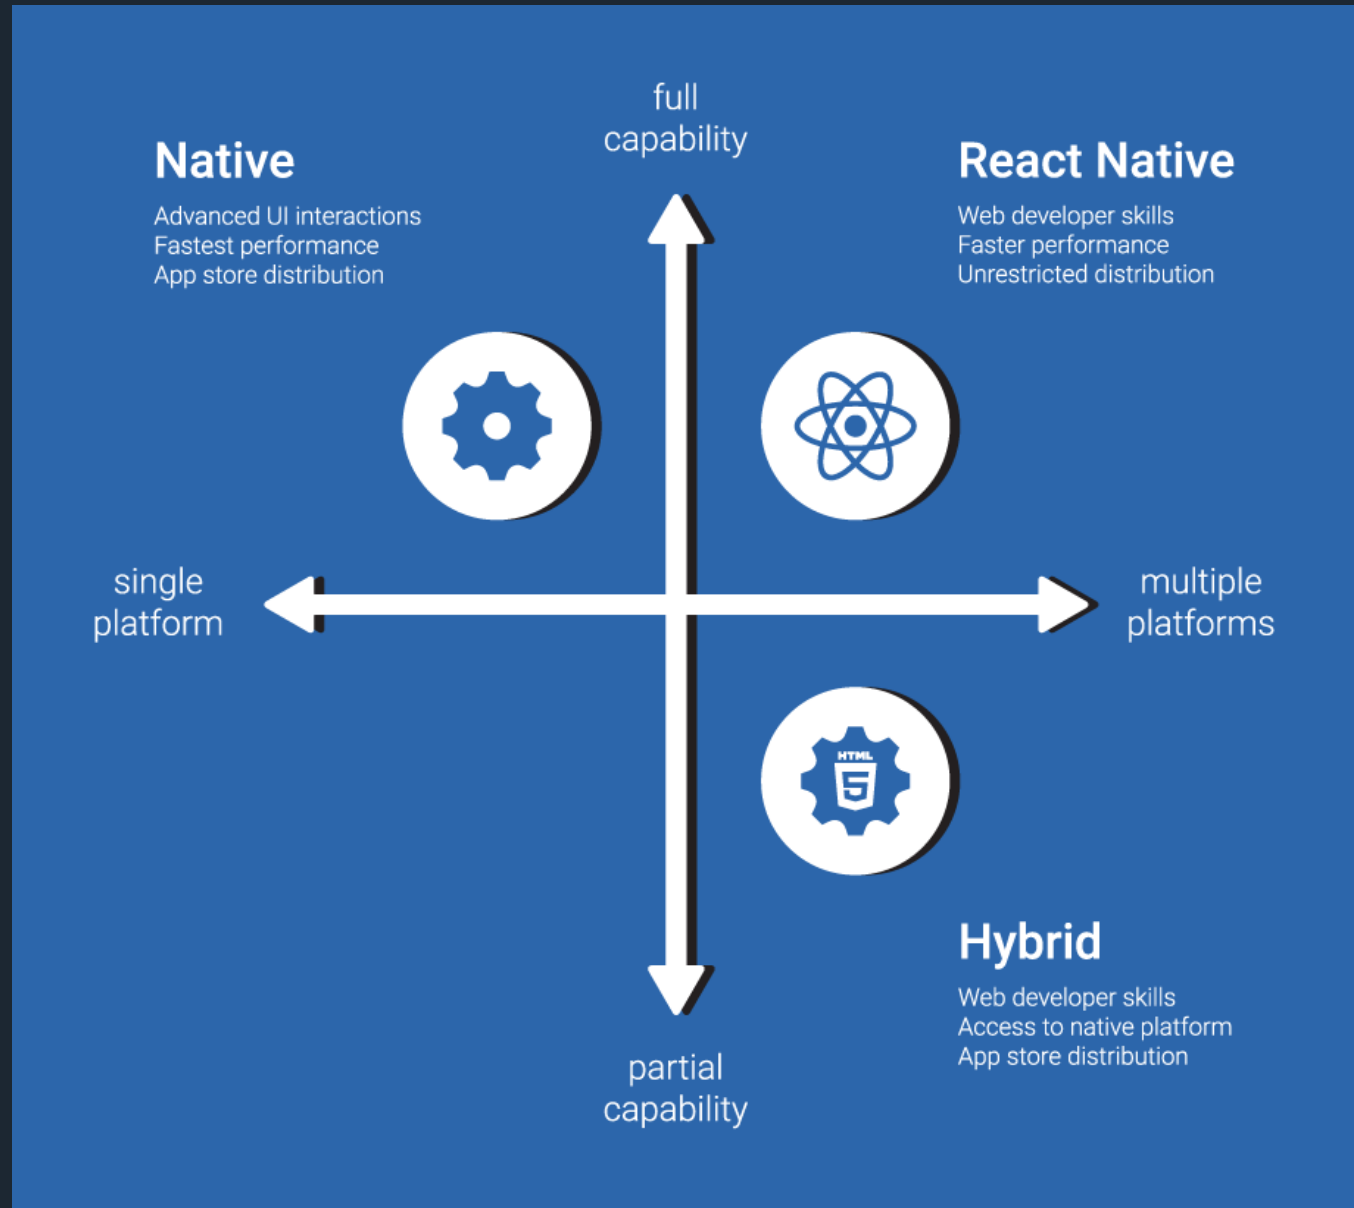 full
capability
Native
Advanced UI interactions
Fastest performance
App store distribution
React Native
Web developer skills
Faster performance
Unrestricted distribution
single
platform
multiple
platforms
HTML
5
Hybrid
Web developer skills
Access to native platform
App store distribution
partial
capability